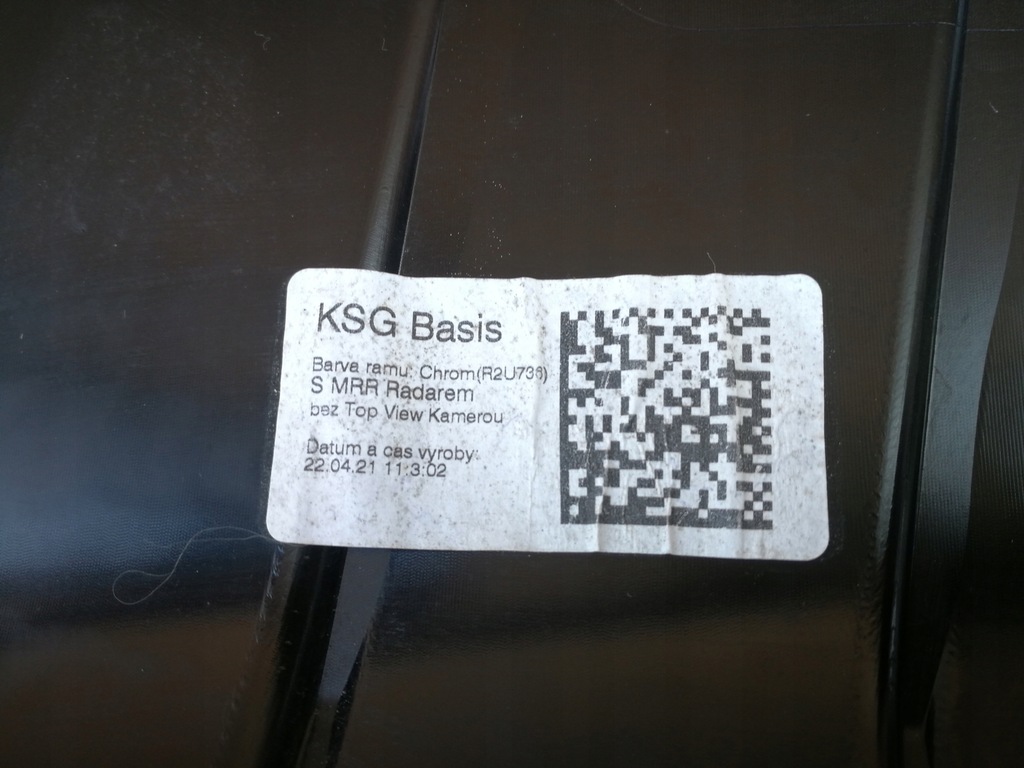 KSG Basis
Barva ramu: Chrom(R2U736)
S MRR Radarem
bez Top View Kamerou
Datum a cas vyroby:
22.04.21 11:3:02